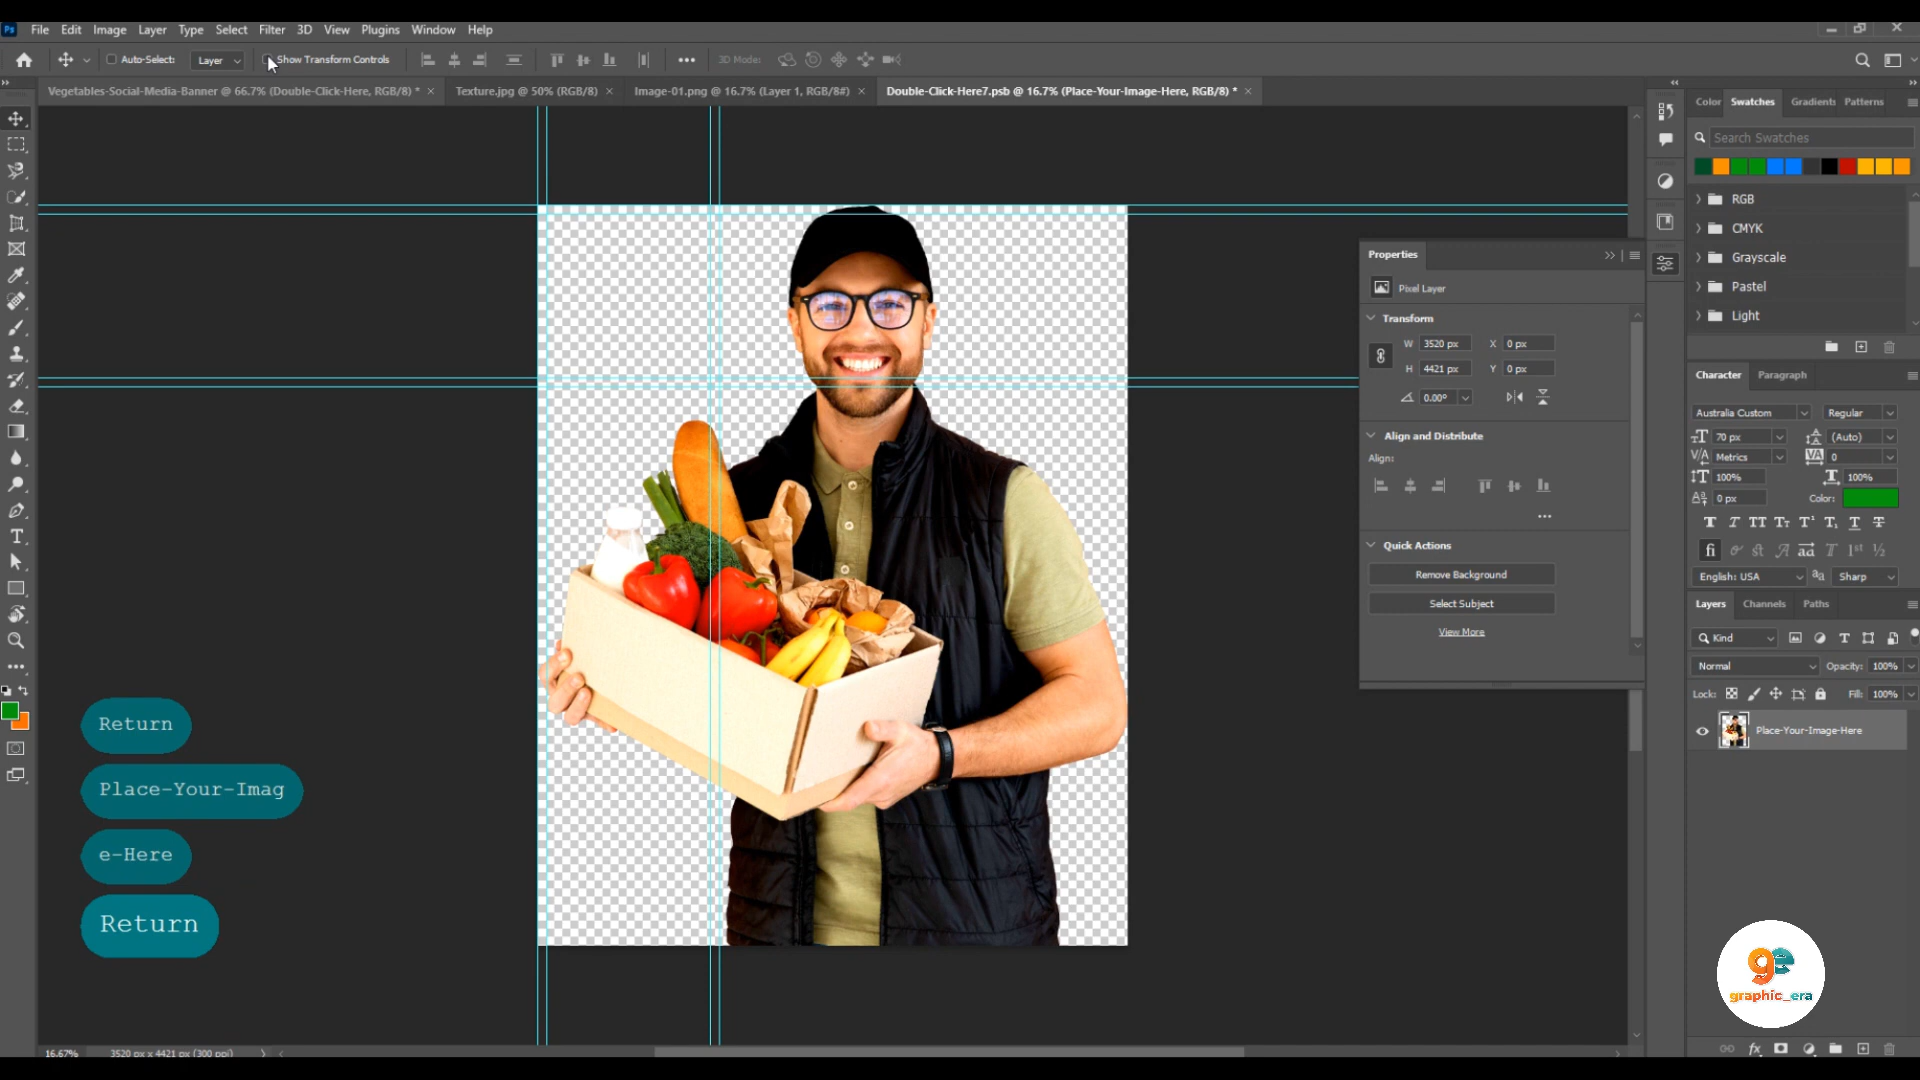 Ps File Edit Image Layer Type Select Filter 3D View Plugins Window Help
Auto-Select: Layer Show Transform Controls 3D Mode:
Vegetables-Social-Media-Banner @ 66.7% (Double-Click-Here, RGB/8) * Texture.jpg @ 50% (RGB/8) Image-01.png @ 16.7% (Layer 1, RGB/8#) Double-Click-Here7.psb @ 16.7% (Place-Your-Image-Here, RGB/8) *
Color Swatches Gradients Patterns
Search Swatches
RGB
CMYK
Grayscale
Pastel
Light
Properties
Pixel Layer
Transform
W 3520 px X 0 px
H 4421 px Y 0 px
0.00°
Align and Distribute
Align:
Quick Actions
Remove Background
Select Subject
View More
Character Paragraph
Australia Custom Regular
70 px (Auto)
Metrics 0
100% 100%
0 px Color:
English: USA aa Sharp
Layers Channels Paths
Kind
Normal Opacity: 100%
Lock: Fill: 100%
Place-Your-Image-Here
Return
Place-Your-Imag
e-Here
Return
ge
graphic_era
16.67% 3520 px x 4421 px (300 ppi)